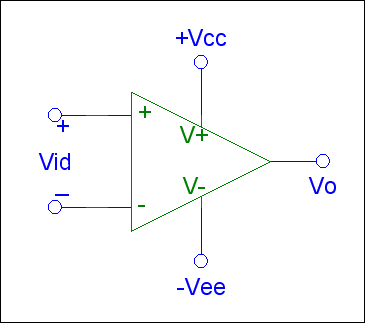 +Vcc
+
+
V+
Vid
V-
Vo
–
-
-Vee